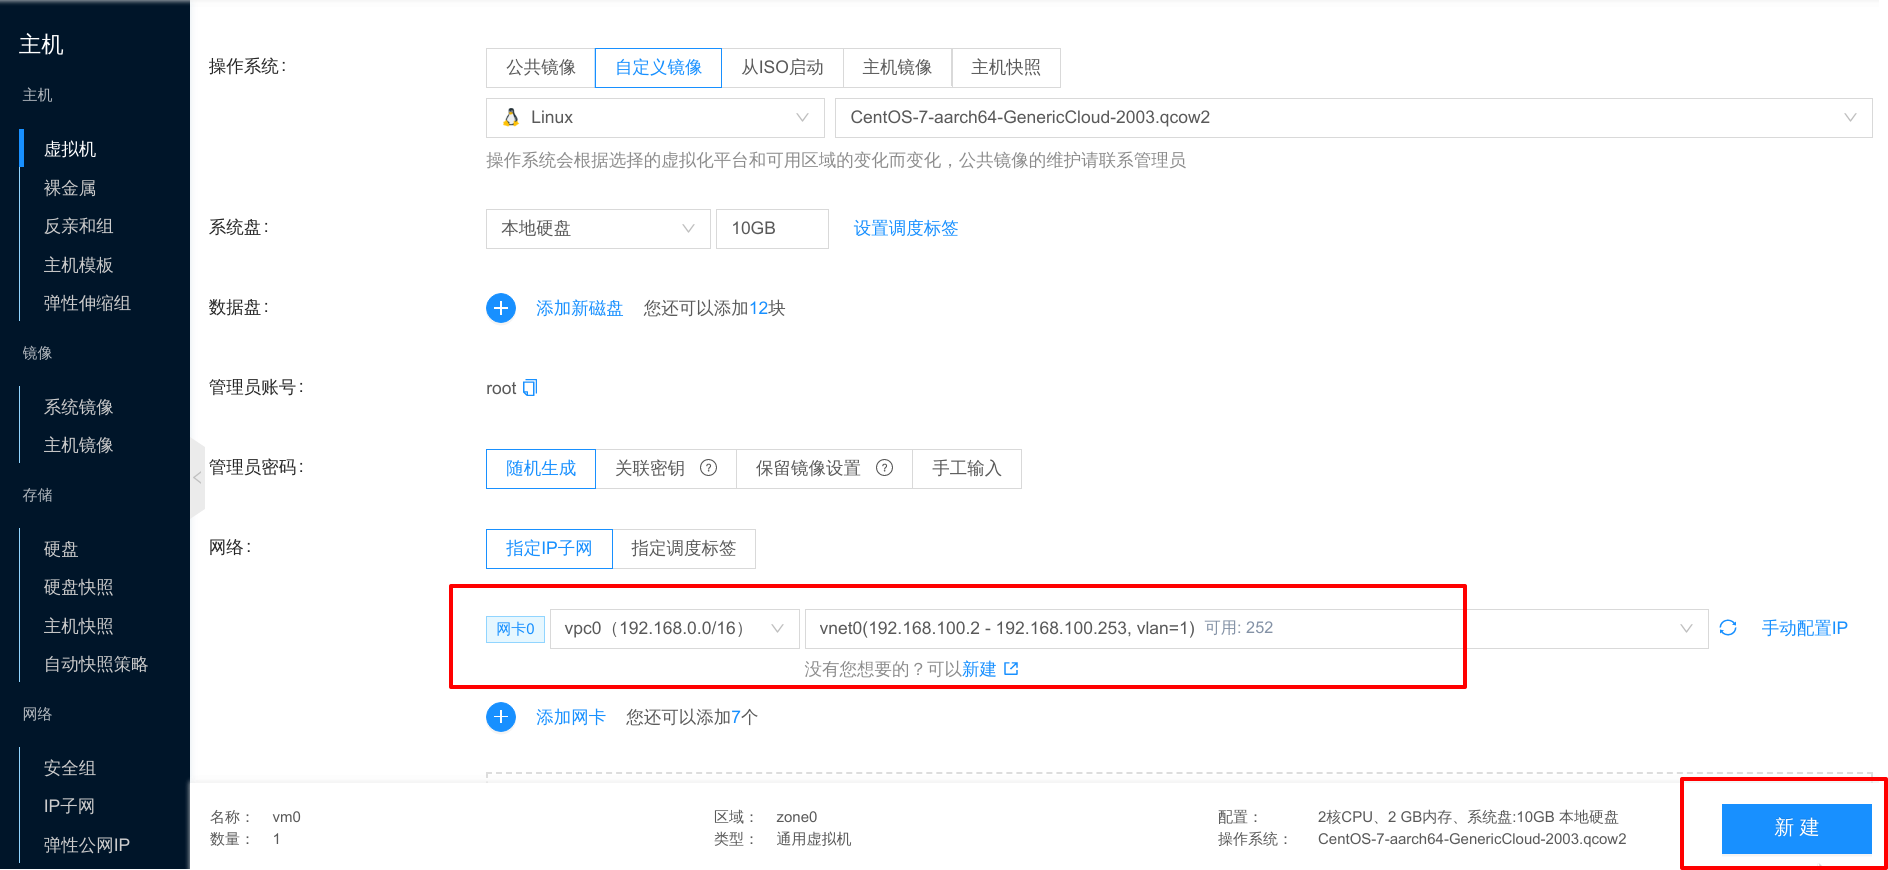 主机
主机
虚拟机
裸金属
反亲和组
主机模板
弹性伸缩组
镜像
系统镜像
主机镜像
存储
硬盘
硬盘快照
主机快照
自动快照策略
网络
安全组
IP子网
弹性公网IP
操作系统:
公共镜像 自定义镜像 从ISO启动 主机镜像 主机快照
Linux CentOS-7-aarch64-GenericCloud-2003.qcow2
操作系统会根据选择的虚拟化平台和可用区域的变化而变化，公共镜像的维护请联系管理员
系统盘: 本地硬盘 10GB 设置调度标签
数据盘: 添加新磁盘 您还可以添加12块
管理员账号: root
管理员密码: 随机生成 关联密钥 ? 保留镜像设置 ? 手工输入
网络: 指定IP子网 指定调度标签
网卡0 vpc0（192.168.0.0/16） vnet0(192.168.100.2 - 192.168.100.253, vlan=1) 可用: 252 手动配置IP
没有您想要的？可以新建
添加网卡 您还可以添加7个
名称： vm0 区域： zone0 配置： 2核CPU、2 GB内存、系统盘:10GB 本地硬盘
数量： 1 类型： 通用虚拟机 操作系统： CentOS-7-aarch64-GenericCloud-2003.qcow2
新 建